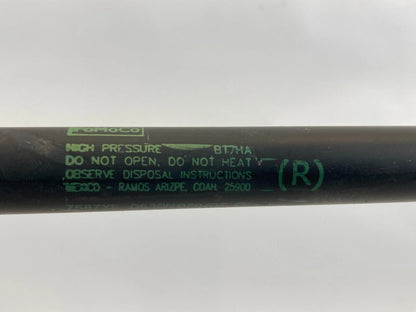 FoMoCo
HIGH PRESSURE BT7HA
DO NOT OPEN, DO NOT HEAT
OBSERVE DISPOSAL INSTRUCTIONS
MEXICO - RAMOS ARIZPE, COAH 25900
(R)